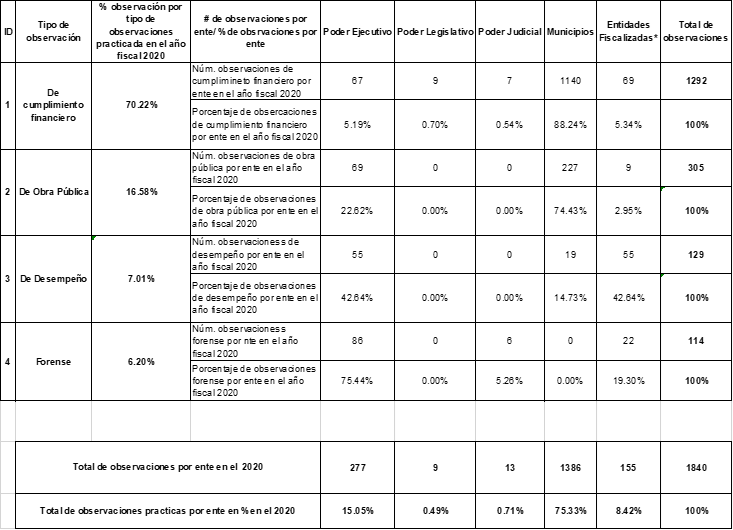 ID
Tipo de
observación
% observación por
tipo de
observaciones
practicada en el año
fiscal 2020
# de observaciones por
ente/ % de obsrvaciones por
ente
Poder Ejecutivo
Poder Legislativo
Poder Judicial
Municipios
Entidades
Fiscalizadas*
Total de
observaciones
1
De
cumplimiento
financiero
70.22%
Núm. observaciones de
cumplimineto financiero por
ente en el año fiscal 2020
67
9
7
1140
69
1292
Porcentaje de obsercaciones
de cumplimiento financiero
por ente en el año fiscal 2020
5.19%
0.70%
0.54%
88.24%
5.34%
100%
2
De Obra Pública
16.58%
Núm. observaciones de obra
pública por ente en el año
fiscal 2020
69
0
0
227
9
305
Porcentaje de observaciones
de obra pública por ente en el
año fiscal 2020
22.62%
0.00%
0.00%
74.43%
2.95%
100%
3
De Desempeño
7.01%
Núm. observacioness de
desempeño por ente en el
año fiscal 2020
55
0
0
19
55
129
Porcentaje de observaciones
de desempeño por ente en el
año fiscal 2020
42.64%
0.00%
0.00%
14.73%
42.64%
100%
4
Forense
6.20%
Núm. observacioness
forense por nte en el año
fiscal 2020
86
0
6
0
22
114
Porcentaje de observaciones
forense por ente en el año
fiscal 2020
75.44%
0.00%
5.26%
0.00%
19.30%
100%
Total de observaciones por ente en el 2020
277
9
13
1386
155
1840
Total de observaciones practicas por ente en % en el 2020
15.05%
0.49%
0.71%
75.33%
8.42%
100%